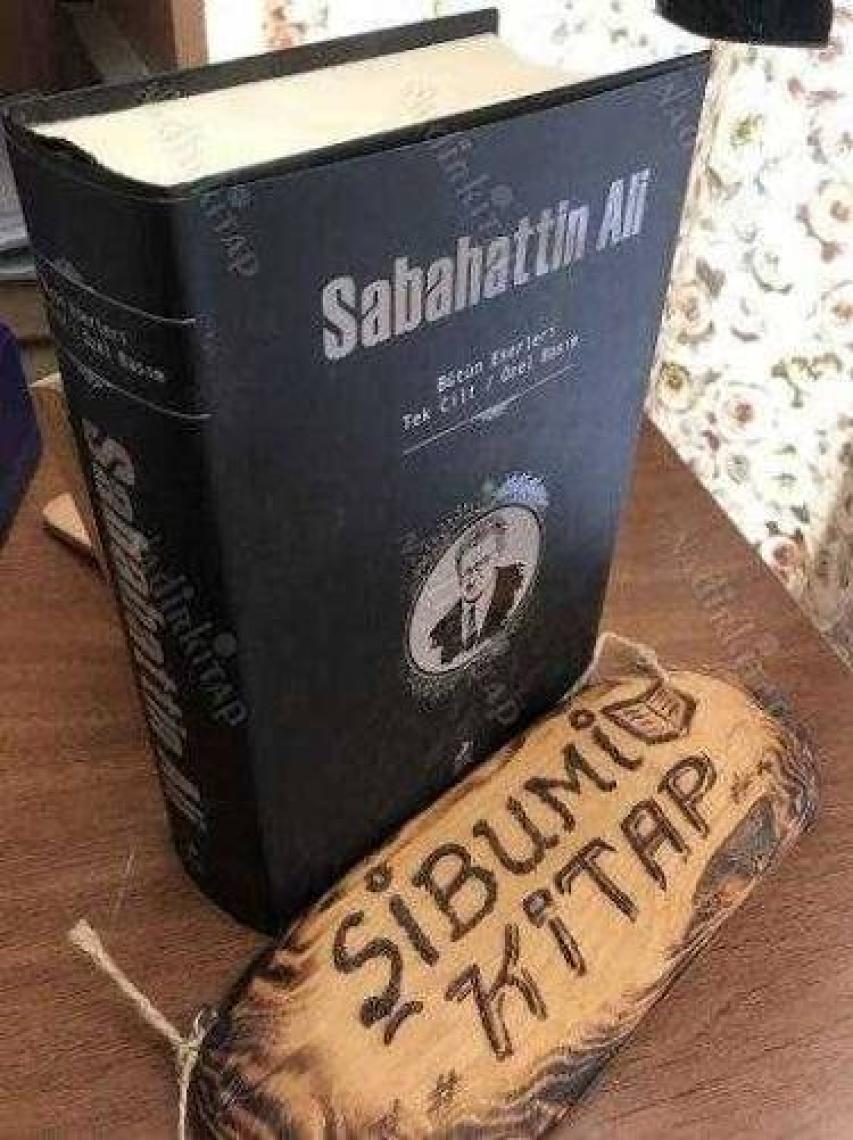 Sabahattin Ali
Bütün Eserleri
Tek Cilt / Özel Basım
Sabahattin Ali
ŞİBUMİ
KİTAP